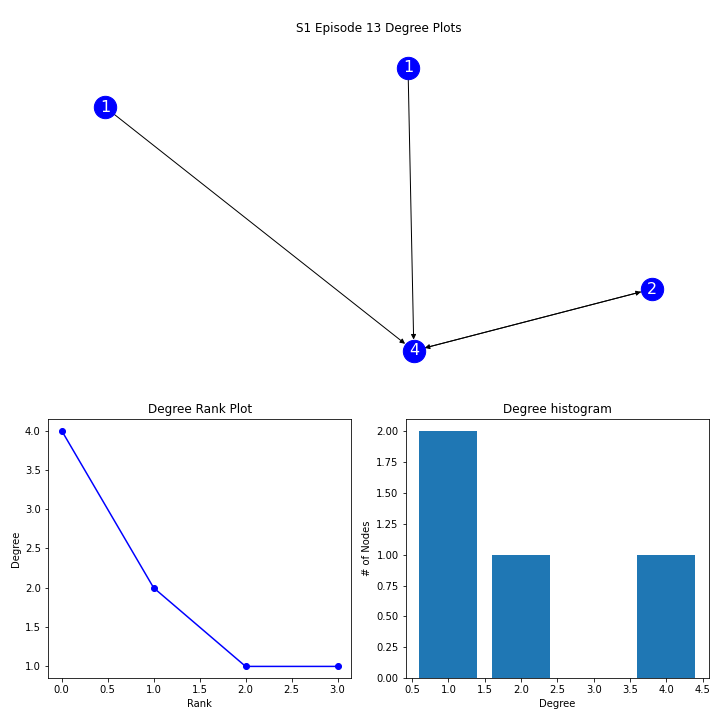 S1 Episode 13 Degree Plots
1
1
2
4
Degree Rank Plot
4.0
3.5
3.0
2.5
2.0
1.5
1.0
Degree
0.0 0.5 1.0 1.5 2.0 2.5 3.0
Rank
Degree histogram
2.00
1.75
1.50
1.25
1.00
0.75
0.50
0.25
0.00
# of Nodes
0.5 1.0 1.5 2.0 2.5 3.0 3.5 4.0 4.5
Degree